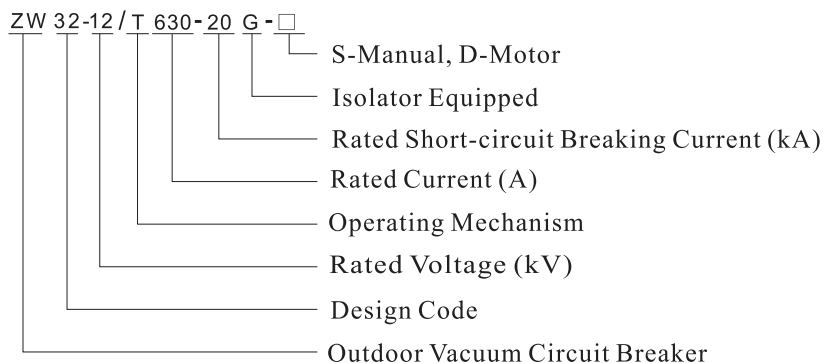 ZW 32-12/T 630-20 G-□
S-Manual, D-Motor
Isolator Equipped
Rated Short-circuit Breaking Current (kA)
Rated Current (A)
Operating Mechanism
Rated Voltage (kV)
Design Code
Outdoor Vacuum Circuit Breaker